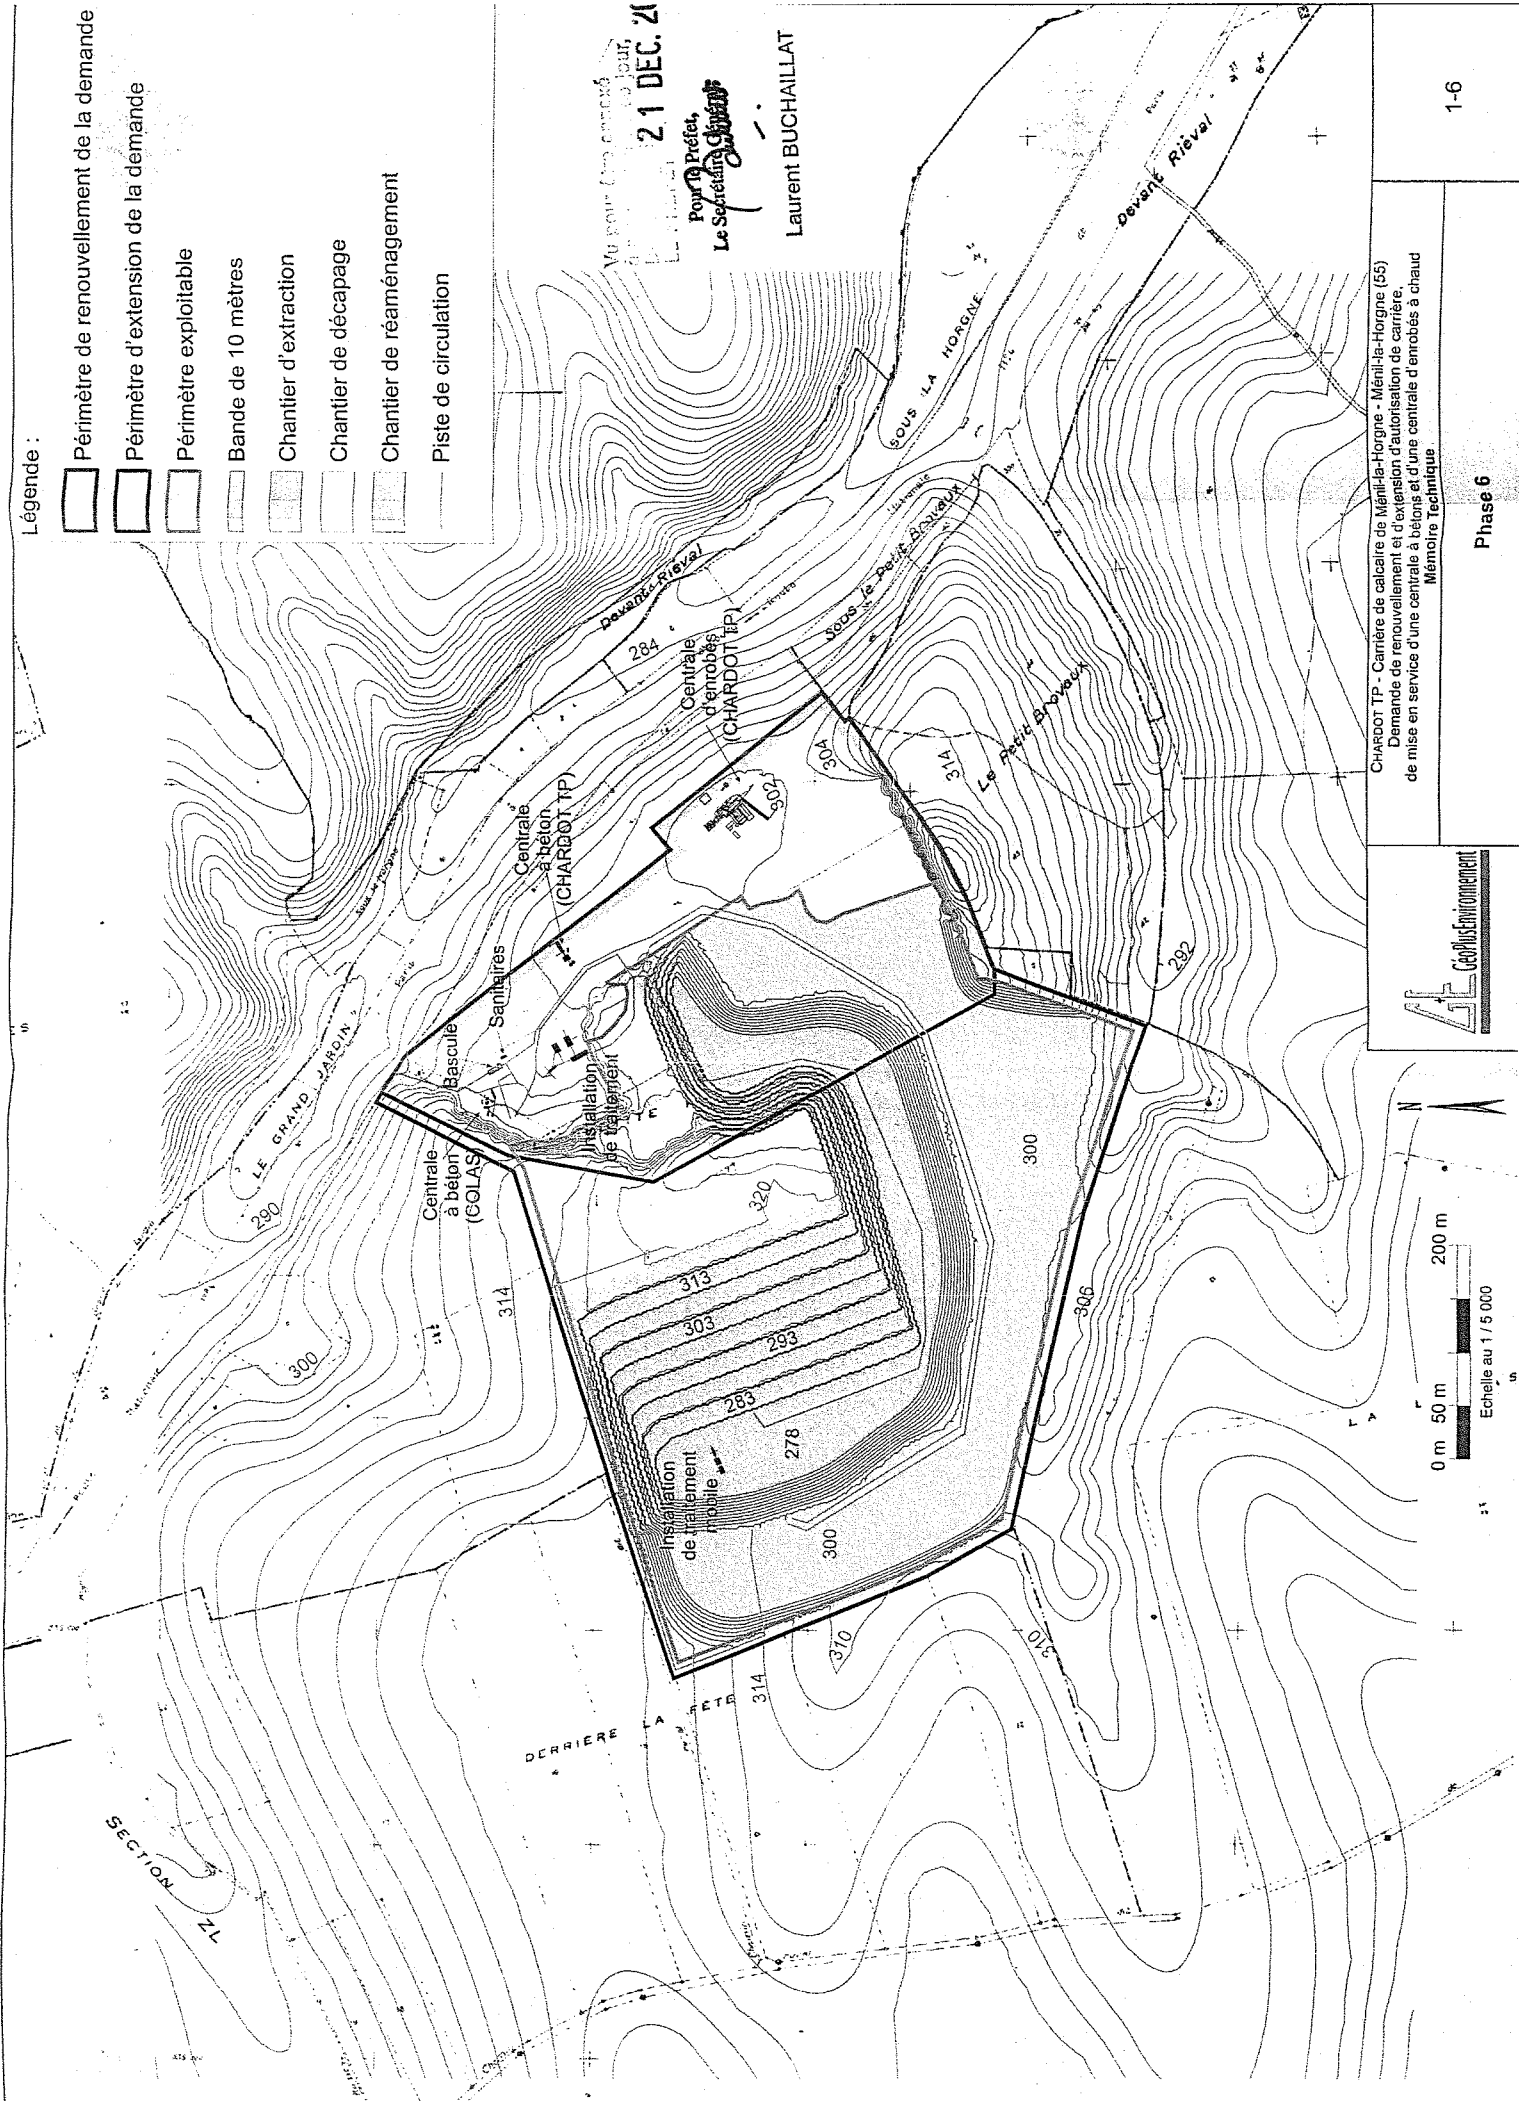 Légende :
Périmètre de renouvellement de la demande
Périmètre d'extension de la demande
Périmètre exploitable
Bande de 10 mètres
Chantier d'extraction
Chantier de décapage
Chantier de réaménagement
Piste de circulation
21 DEC.
Pour le Préfet,
Le Secrétaire Général
Laurent BUCHAILLAT
SECTION
ZL
DERRIERE LA FÊTE
LE GRAND JARDIN
SOUS LA HORGNE
Devant Riéval
Devant Riéval
Sous le Petit Brovaux
Le Petit Brovaux
Centrale
à béton
(COLAS)
Bascule
Sanitaires
Centrale
à béton
(CHARDOT TP)
Centrale
d'enrobés
(CHARDOT TP)
Installation
de traitement
Installation
de traitement
mobile
290
300
314
284
302
304
314
292
320
313
303
293
283
278
300
300
306
310
310
314
N
0 m
50 m
200 m
Echelle au 1 / 5 000
GéoPlusEnvironnement
CHARDOT TP - Carrière de calcaire de Ménil-la-Horgne - Ménil-la-Horgne (55)
Demande de renouvellement et d'extension d'autorisation de carrière,
de mise en service d'une centrale à bétons et d'une centrale d'enrobés à chaud
Mémoire Technique
Phase 6
1-6